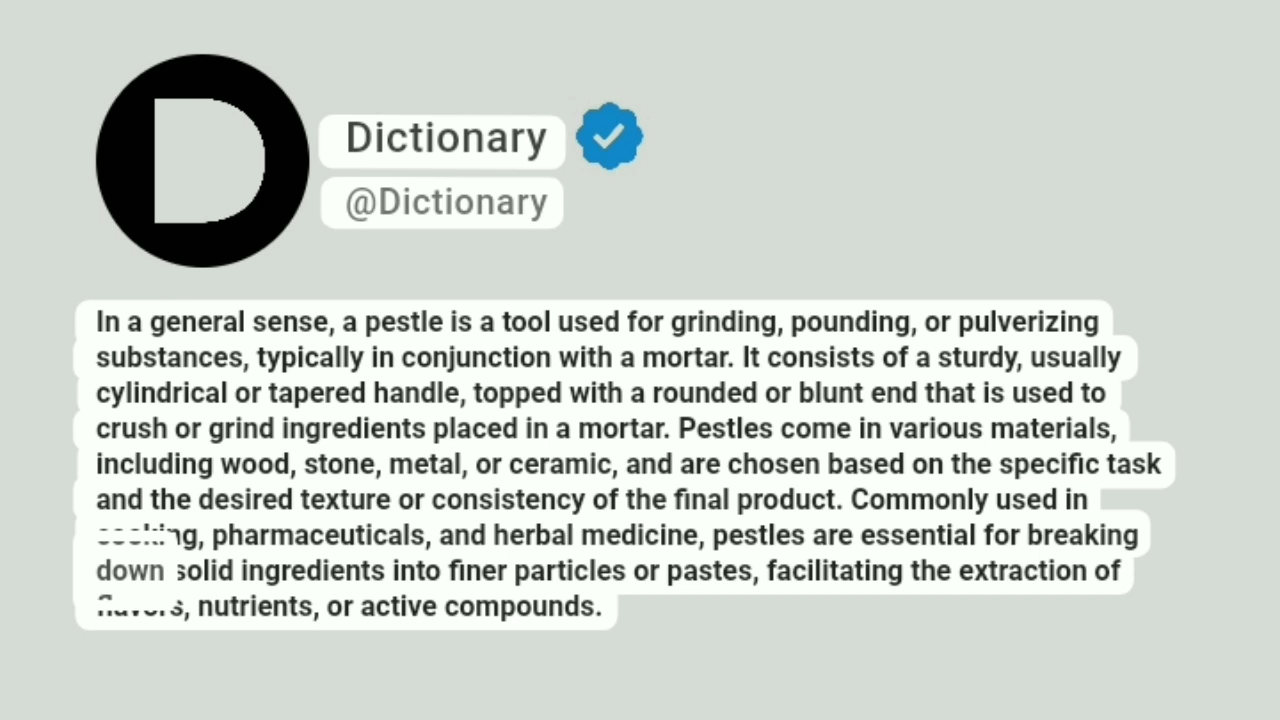 D
Dictionary
@Dictionary
In a general sense, a pestle is a tool used for grinding, pounding, or pulverizing
substances, typically in conjunction with a mortar. It consists of a sturdy, usually
cylindrical or tapered handle, topped with a rounded or blunt end that is used to
crush or grind ingredients placed in a mortar. Pestles come in various materials,
including wood, stone, metal, or ceramic, and are chosen based on the specific task
and the desired texture or consistency of the final product. Commonly used in
cooking, pharmaceuticals, and herbal medicine, pestles are essential for breaking
down solid ingredients into finer particles or pastes, facilitating the extraction of
flavors, nutrients, or active compounds.